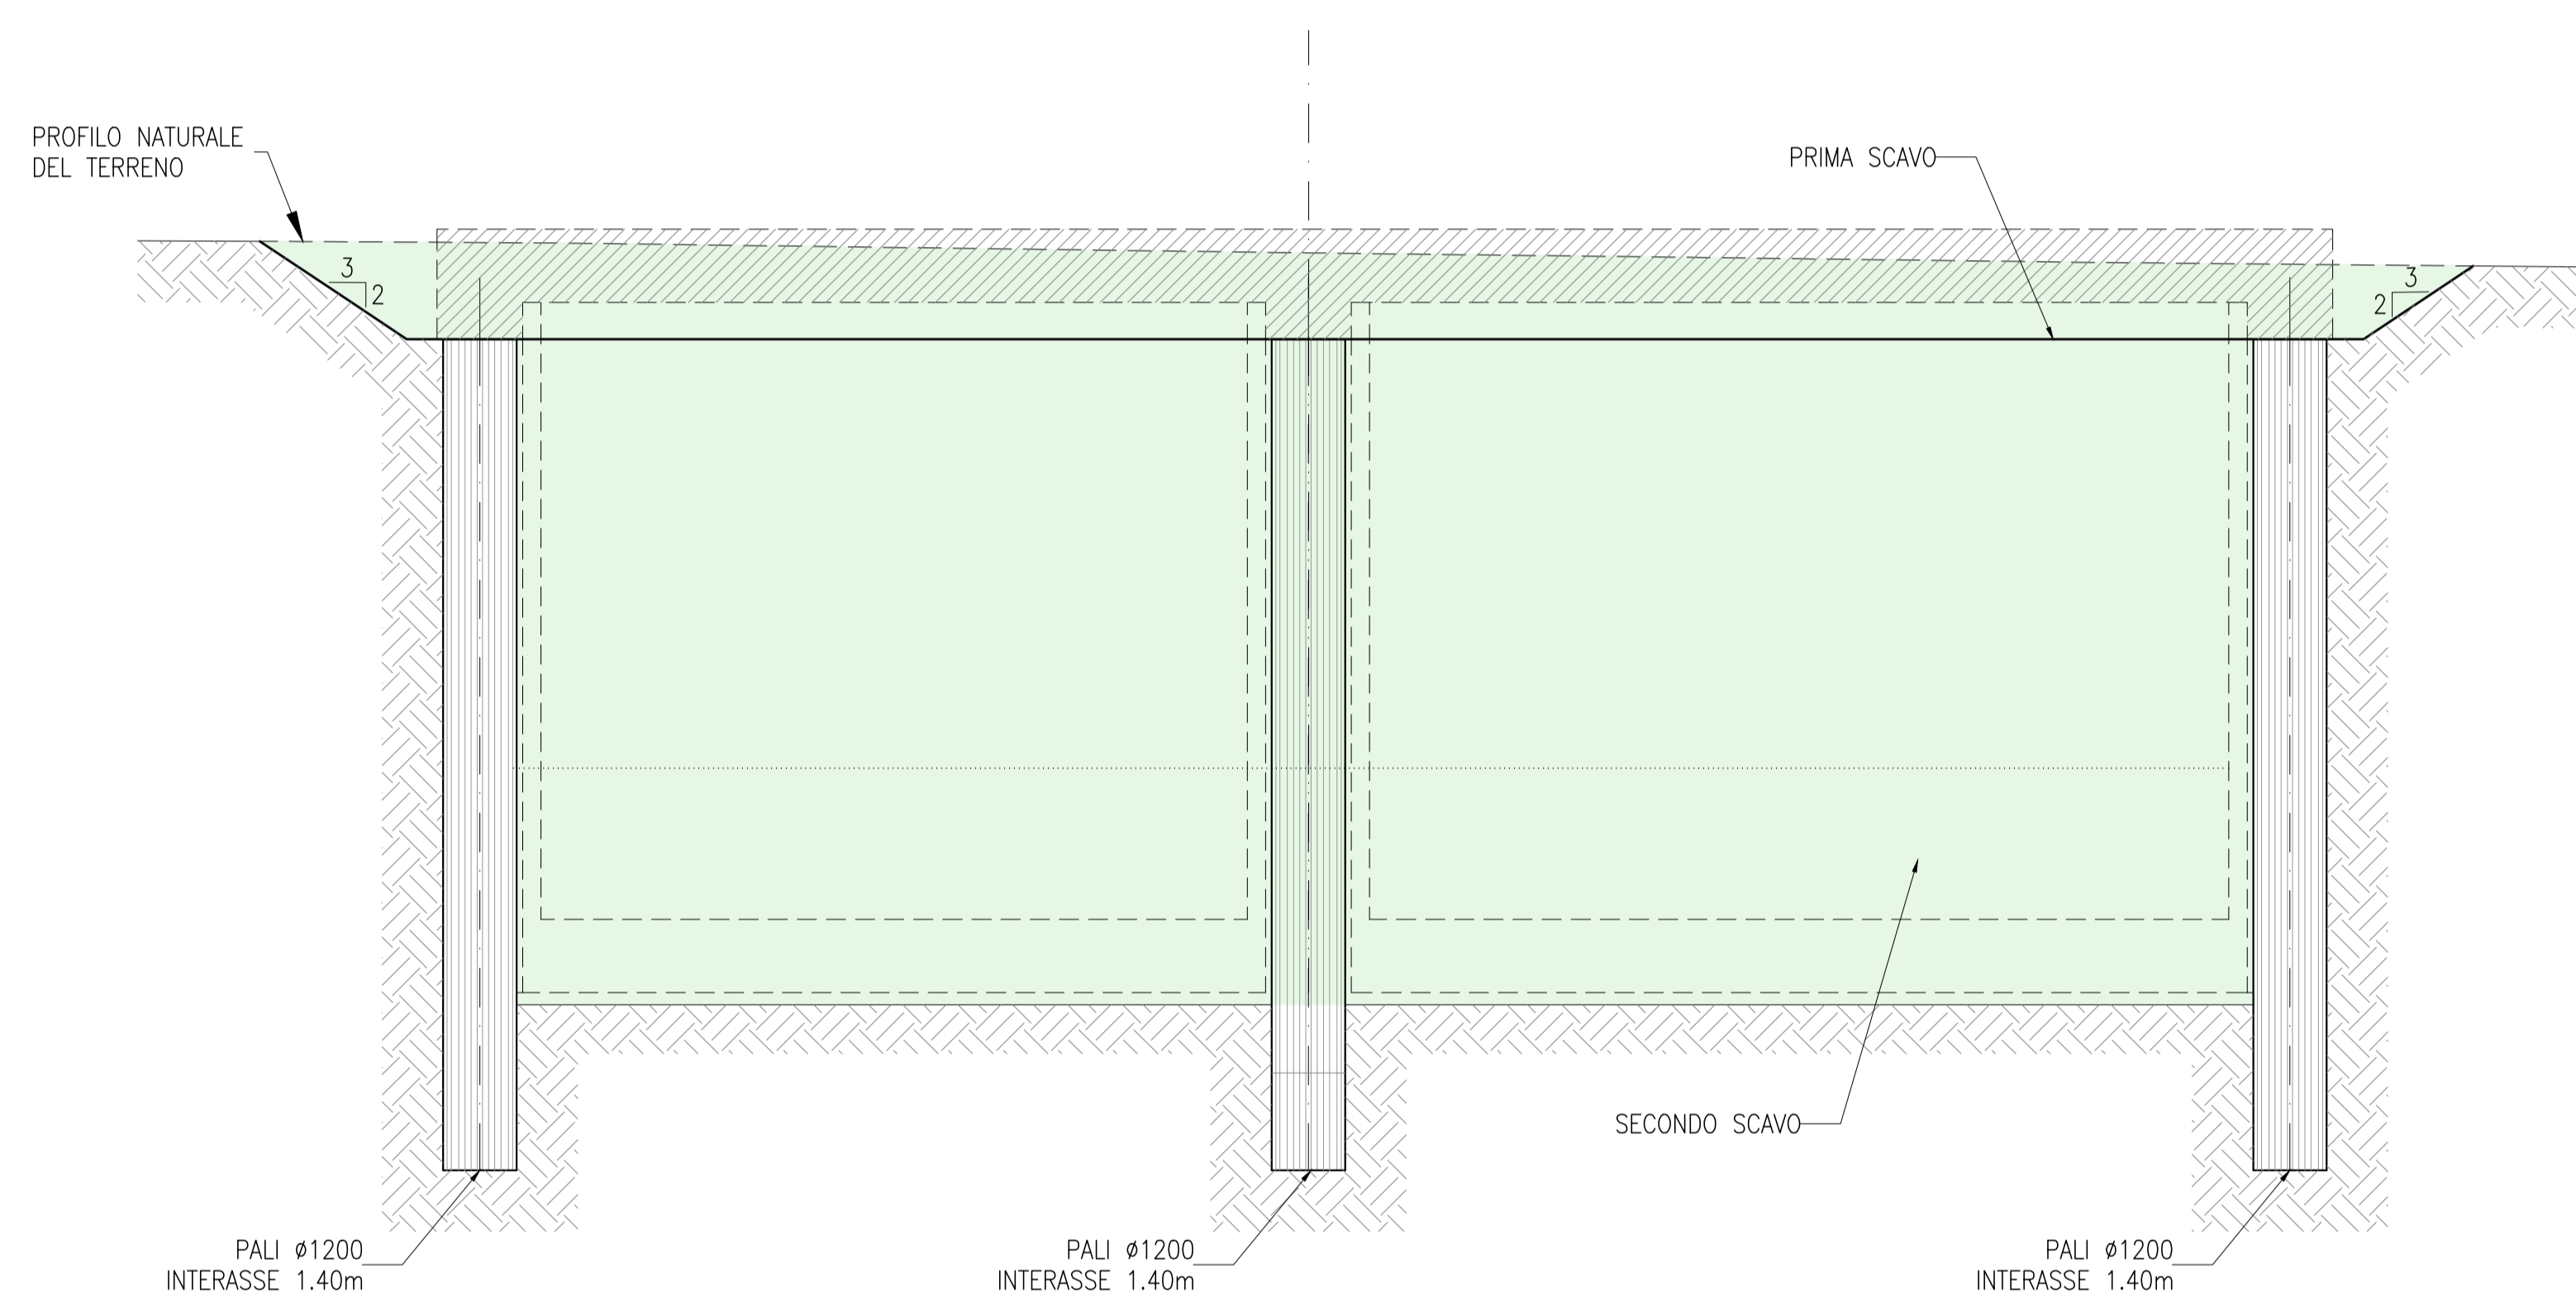 PROFILO NATURALE
DEL TERRENO
PRIMA SCAVO
3
2
3
2
SECONDO SCAVO
PALI ø1200
INTERASSE 1.40m
PALI ø1200
INTERASSE 1.40m
PALI ø1200
INTERASSE 1.40m